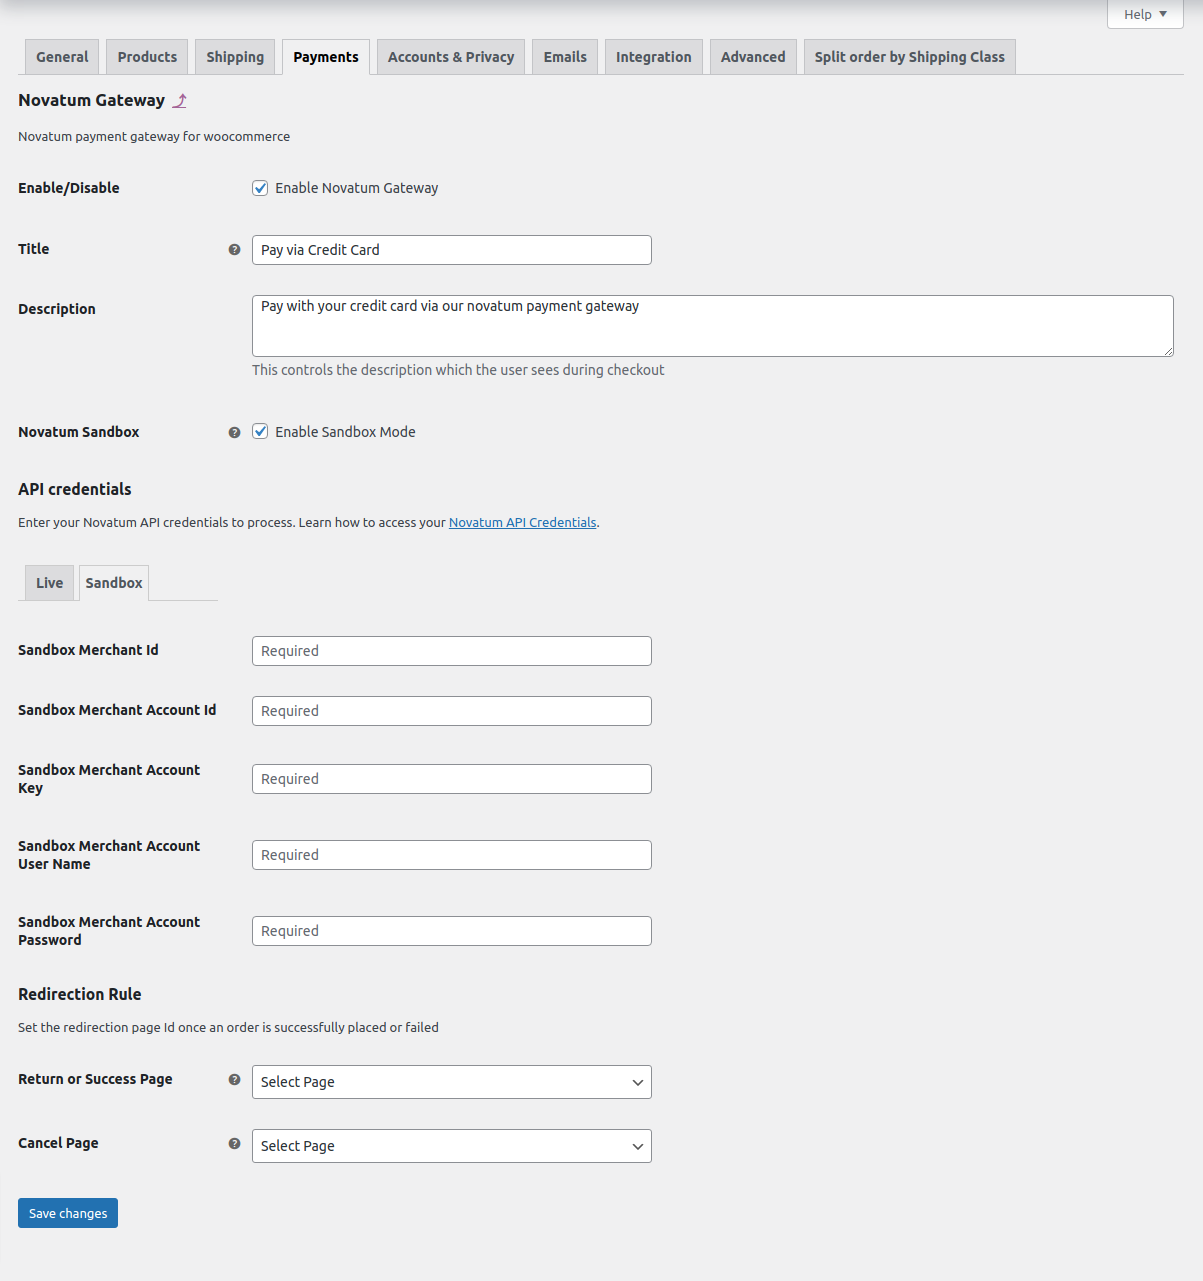 Help
General Products Shipping Payments Accounts & Privacy Emails Integration Advanced Split order by Shipping Class
Novatum Gateway
Novatum payment gateway for woocommerce
Enable/Disable Enable Novatum Gateway
Title Pay via Credit Card
Description Pay with your credit card via our novatum payment gateway
This controls the description which the user sees during checkout
Novatum Sandbox Enable Sandbox Mode
API credentials
Enter your Novatum API credentials to process. Learn how to access your Novatum API Credentials.
Live Sandbox
Sandbox Merchant Id Required
Sandbox Merchant Account Id Required
Sandbox Merchant Account
Key
Required
Sandbox Merchant Account
User Name
Required
Sandbox Merchant Account
Password
Required
Redirection Rule
Set the redirection page Id once an order is successfully placed or failed
Return or Success Page Select Page
Cancel Page Select Page
Save changes